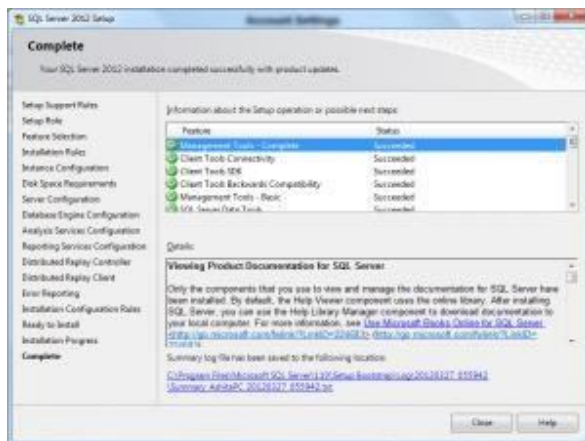 SQL Server 2012 Setup
Complete
Your SQL Server 2012 installation completed successfully with product updates.
Setup Support Rules
Setup Role
Feature Selection
Installation Rules
Instance Configuration
Disk Space Requirements
Server Configuration
Database Engine Configuration
Analysis Services Configuration
Reporting Services Configuration
Distributed Replay Controller
Distributed Replay Client
Error Reporting
Installation Configuration Rules
Ready to Install
Installation Progress
Complete
Information about the Setup operation or possible next steps:
Feature Status
Management Tools - Complete Succeeded
Client Tools Connectivity Succeeded
Client Tools SDK Succeeded
Client Tools Backwards Compatibility Succeeded
Management Tools - Basic Succeeded
SQL Server Data Tools Succeeded
Details:
Viewing Product Documentation for SQL Server
Only the components that you use to view and manage the documentation for SQL Server have
been installed. By default, the Help Viewer component uses the online library. After installing
SQL Server, you can use the Help Library Manager component to download documentation to
your local computer. For more information, see Use Microsoft Books Online for SQL Server
Summary log file has been saved to the following location:
Close
Help